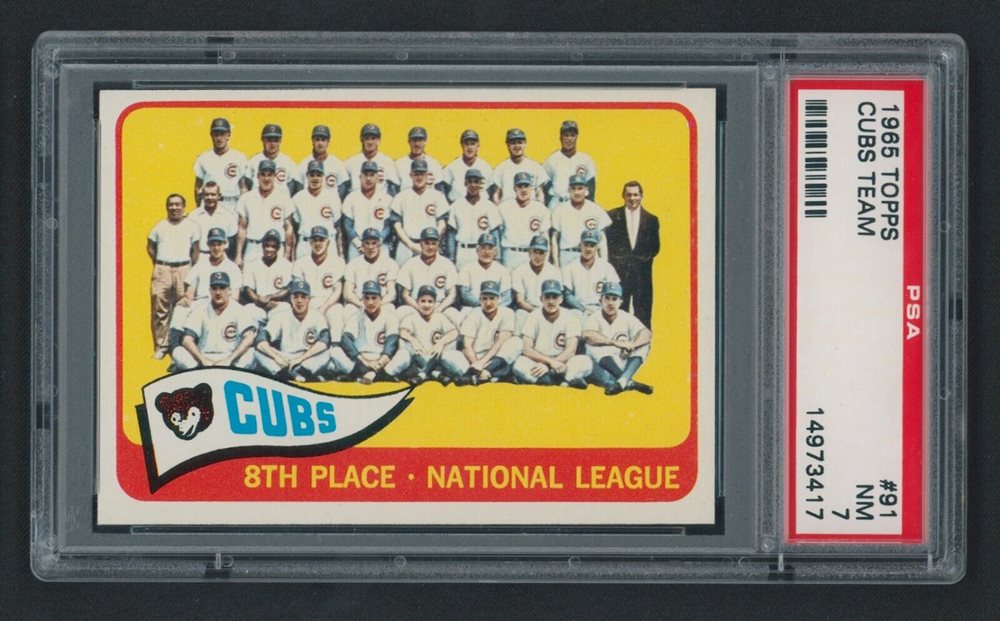 CUBS
8TH PLACE · NATIONAL LEAGUE
1965 TOPPS
CUBS TEAM
#91
NM
7
14973417
PSA